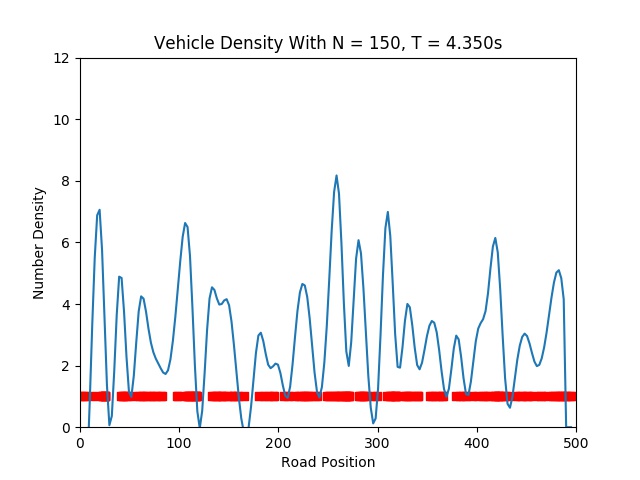 Vehicle Density With N = 150, T = 4.350s
12
10
8
6
4
2
0
Number Density
0 100 200 300 400 500
Road Position